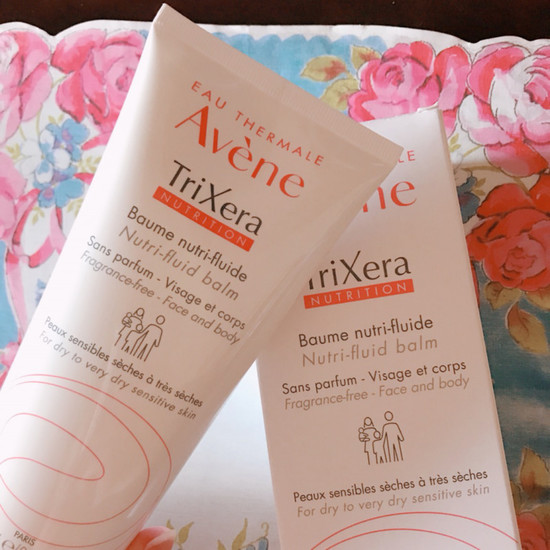 EAU THERMALE
Avène
TriXera
NUTRITION
Baume nutri-fluide
Nutri-fluid balm
Sans parfum - Visage et corps
Fragrance-free - Face and body
Peaux sensibles sèches à très sèches
For dry to very dry sensitive skin
PARIS
THERMALE
ène
TriXera
NUTRITION
Baume nutri-fluide
Nutri-fluid balm
Sans parfum - Visage et corps
Fragrance-free - Face and body
Peaux sensibles sèches à très sèches
For dry to very dry sensitive skin